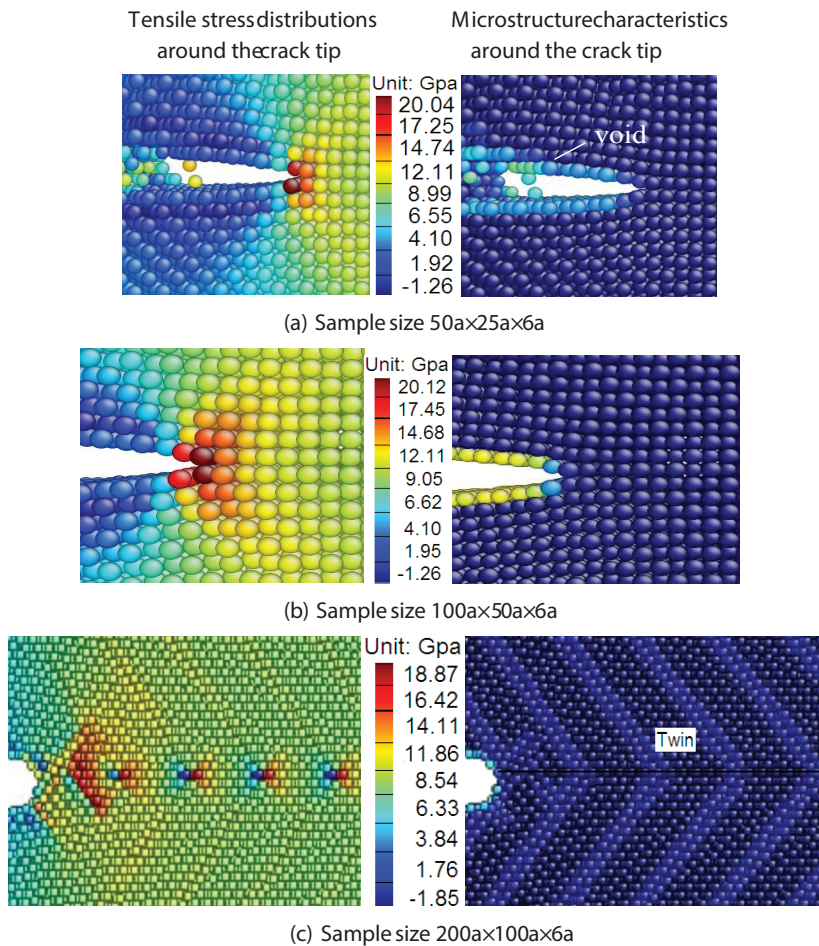 Tensile stress distributions
around the crack tip
Microstructure characteristics
around the crack tip
Unit: Gpa
20.04
17.25
14.74
12.11
8.99
6.55
4.10
1.92
-1.26
void
(a) Sample size 50a×25a×6a
Unit: Gpa
20.12
17.45
14.68
12.11
9.05
6.62
4.10
1.95
-1.26
(b) Sample size 100a×50a×6a
Unit: Gpa
18.87
16.42
14.11
11.86
8.54
6.33
3.84
1.76
-1.85
Twin
(c) Sample size 200a×100a×6a